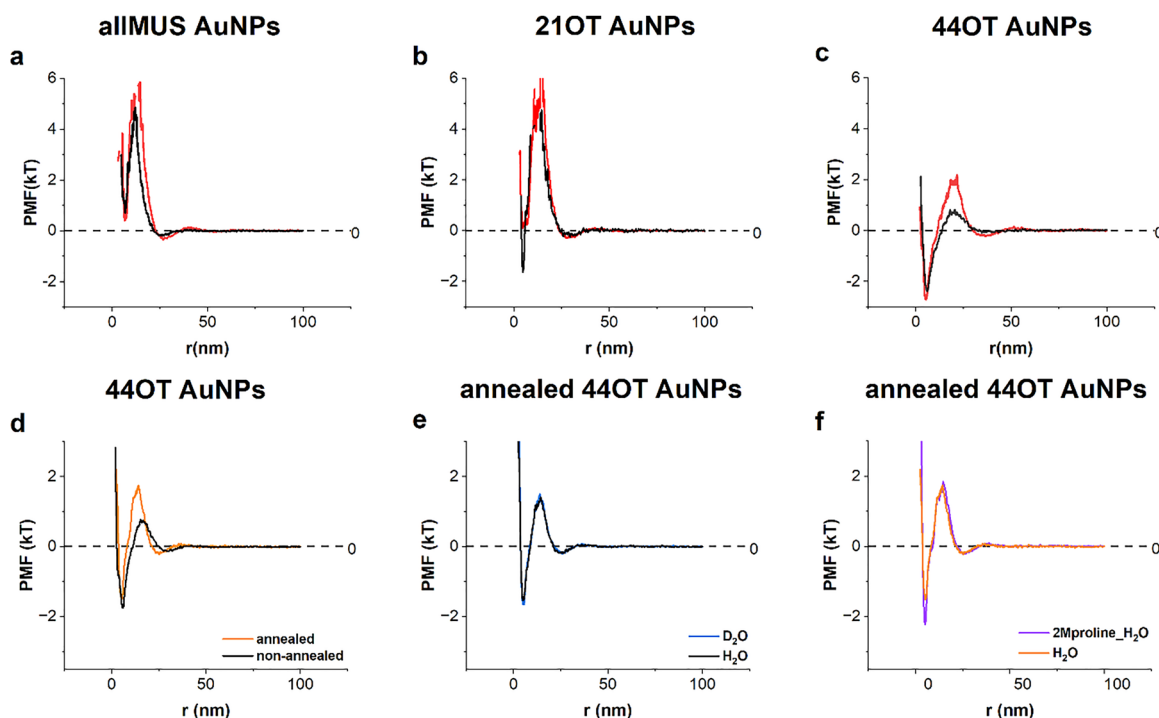 allMUS AuNPs
21OT AuNPs
44OT AuNPs
a
b
c
6
4
2
0
−2
PMF(kT)
0
50
100
r(nm)
0
6
4
2
0
−2
PMF (kT)
0
50
100
r (nm)
0
6
4
2
0
−2
PMF(kT)
0
50
100
r(nm)
0
44OT AuNPs
annealed 44OT AuNPs
annealed 44OT AuNPs
d
e
f
2
0
−2
PMF (kT)
annealed
non-annealed
0
50
100
r (nm)
0
2
0
−2
PMF (kT)
D₂O
H₂O
0
50
100
r (nm)
0
2
0
−2
PMF (kT)
2Mproline_H₂O
H₂O
0
50
100
r (nm)
0